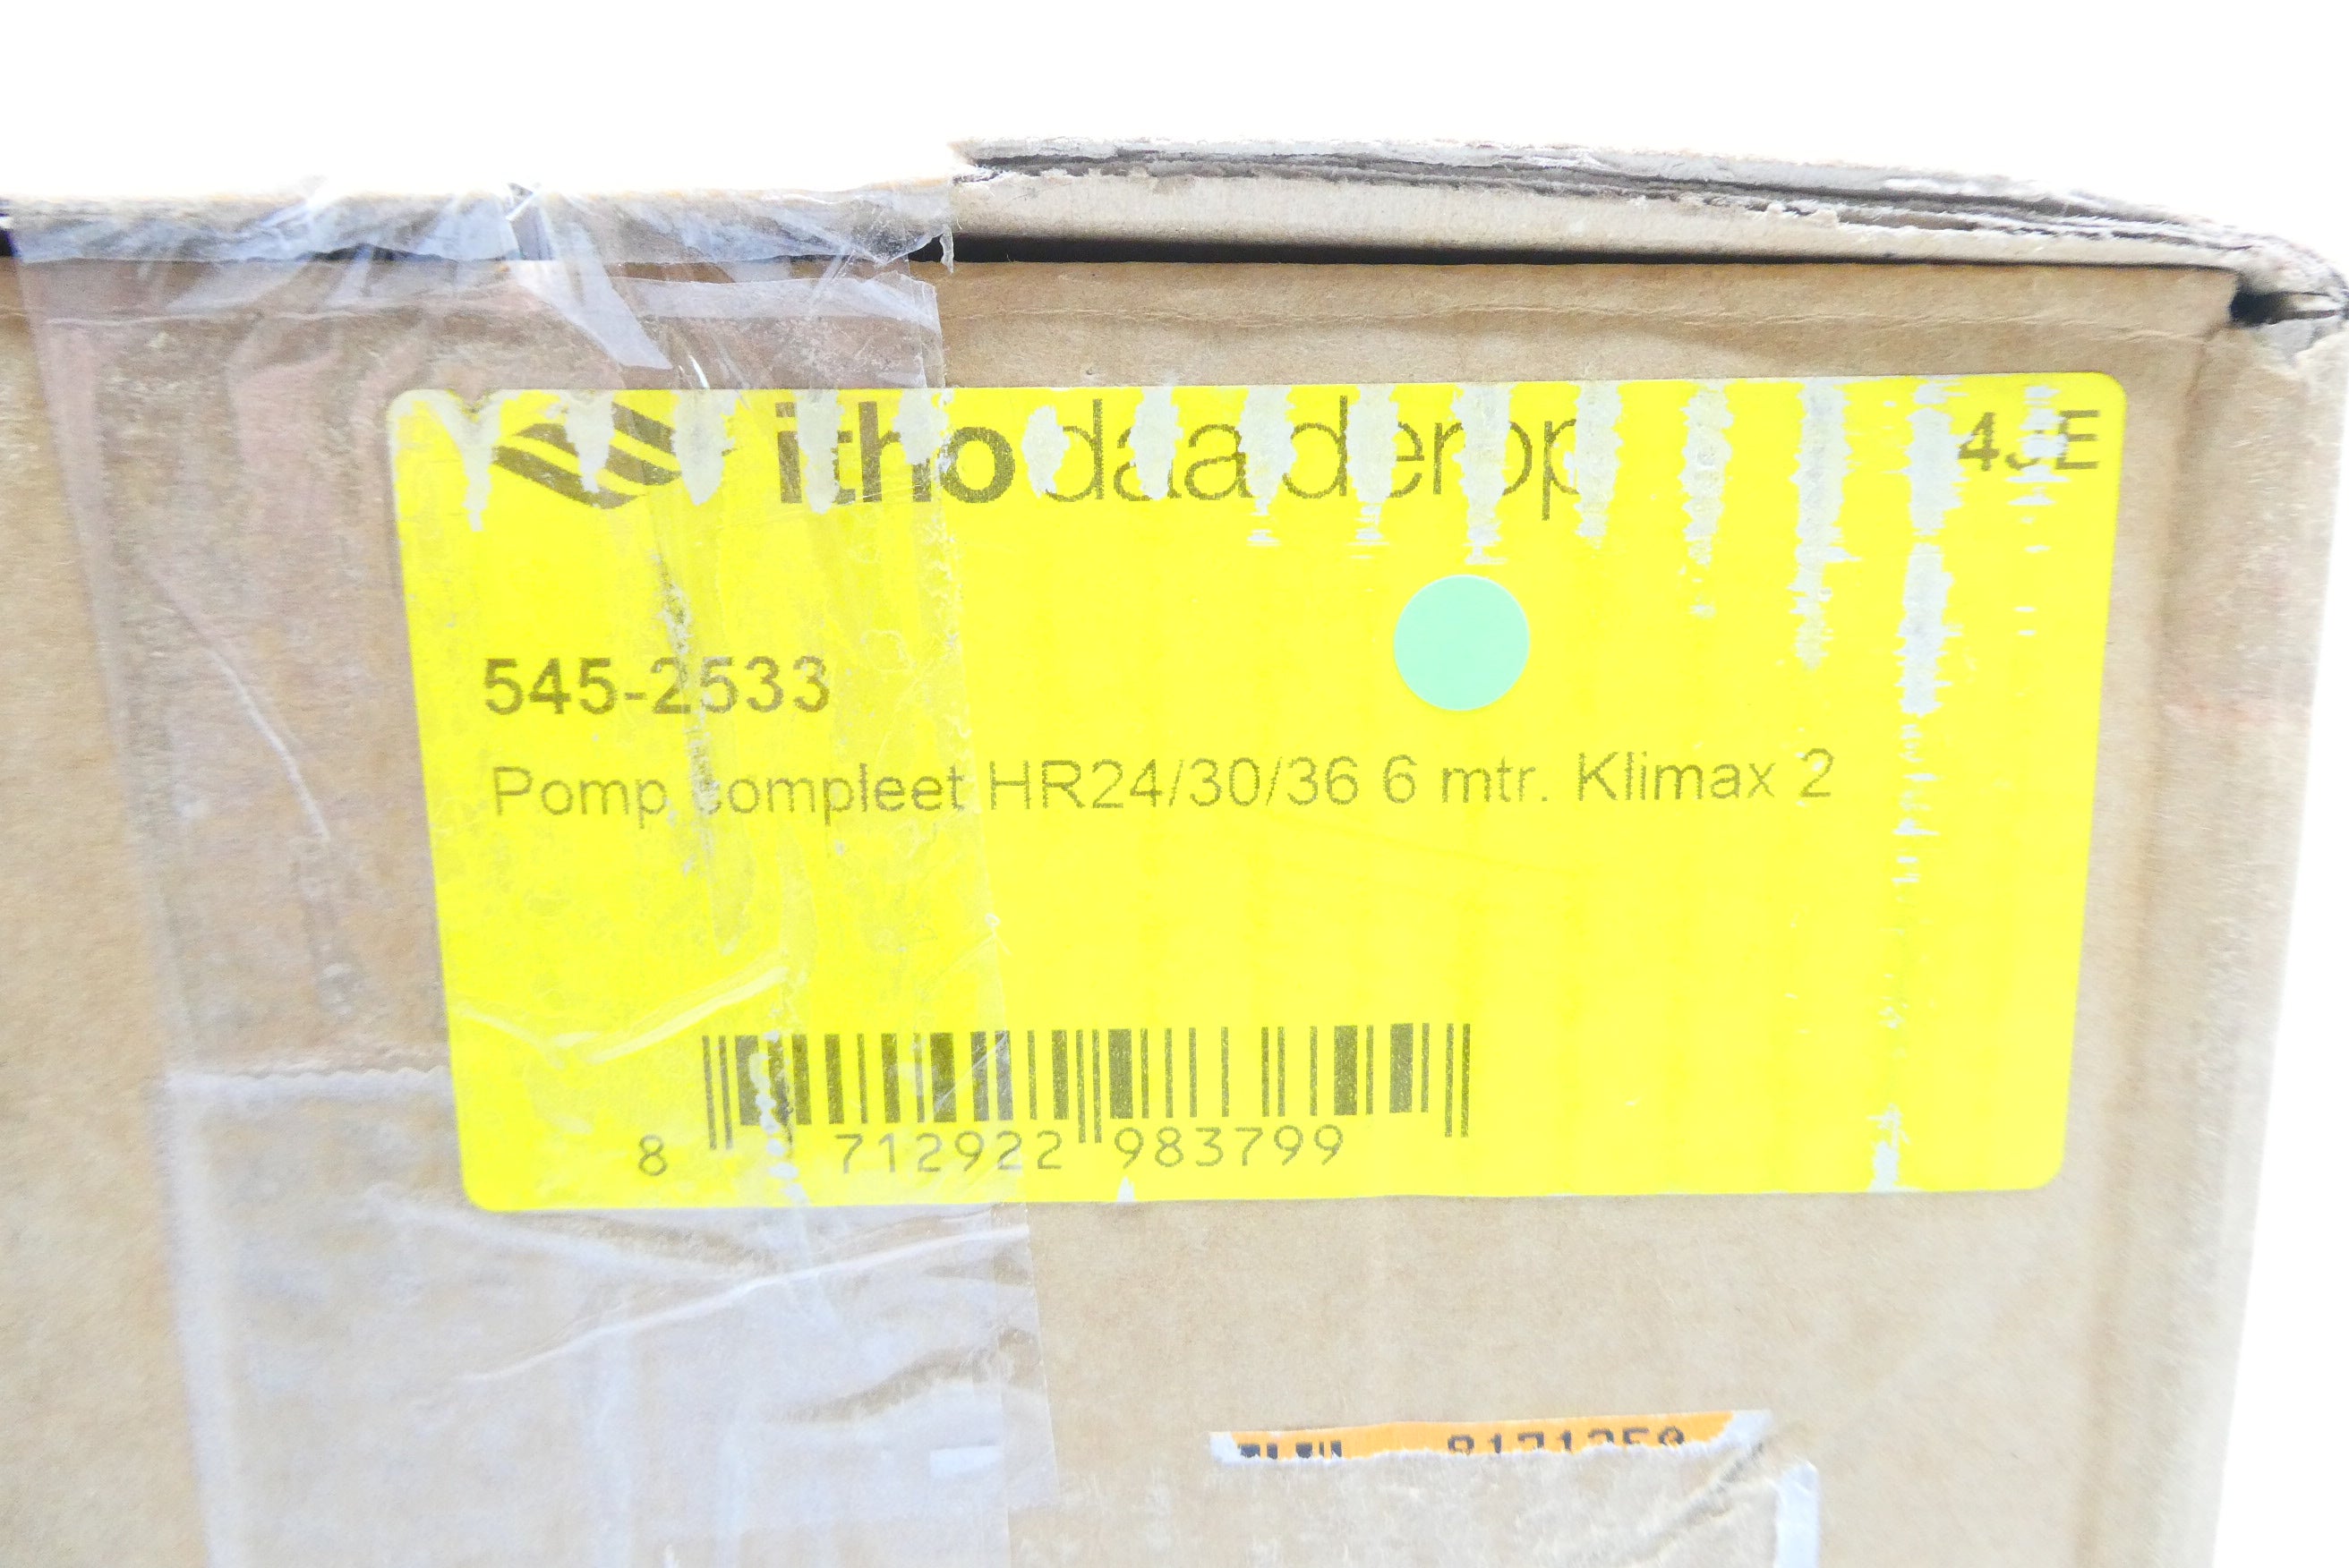 ithodaalderop
545-2533
Pomp compleet HR24/30/36 6 mtr. Klimax 2
8 712922 983799